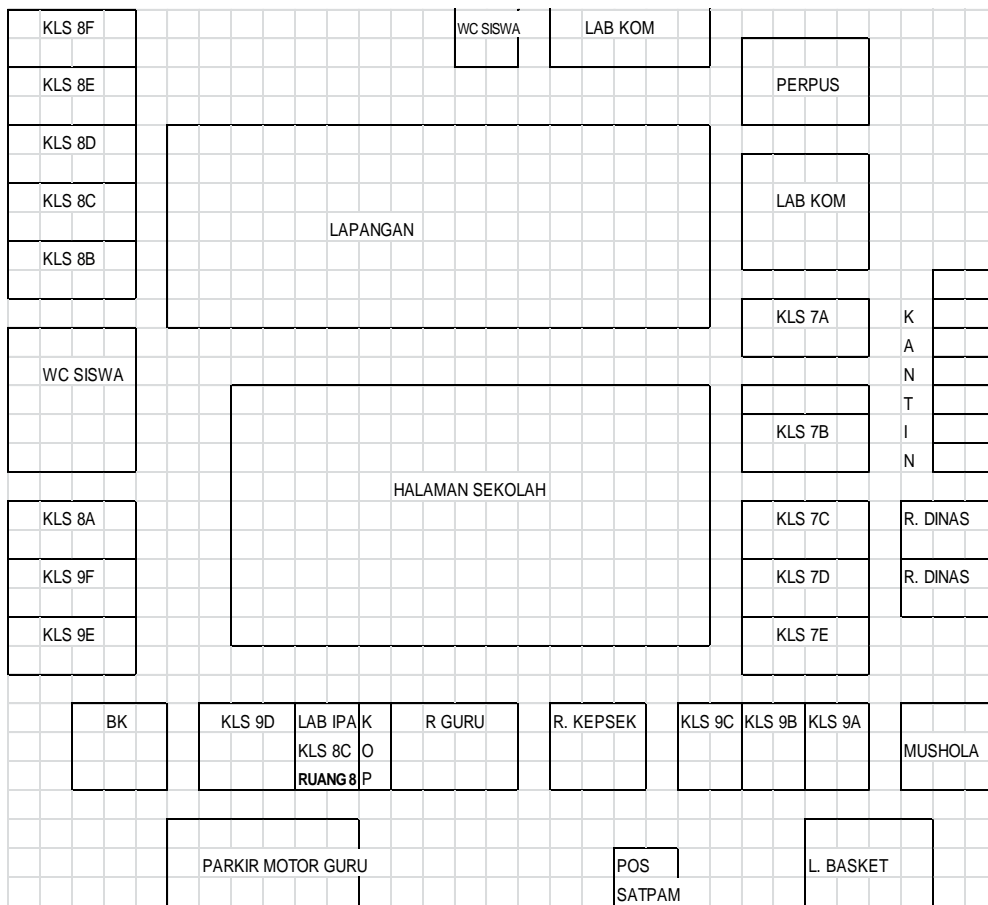 KLS 8F
WC SISWA
LAB KOM
KLS 8E
PERPUS
KLS 8D
KLS 8C
LAB KOM
LAPANGAN
KLS 8B
KLS 7A
K
A
N
T
I
N
WC SISWA
KLS 7B
HALAMAN SEKOLAH
KLS 8A
KLS 7C
R. DINAS
KLS 9F
KLS 7D
R. DINAS
KLS 9E
KLS 7E
BK
KLS 9D
LAB IPA
KLS 8C
RUANG 8
K
O
P
R GURU
R. KEPSEK
KLS 9C
KLS 9B
KLS 9A
MUSHOLA
PARKIR MOTOR GURU
POS
SATPAM
L. BASKET